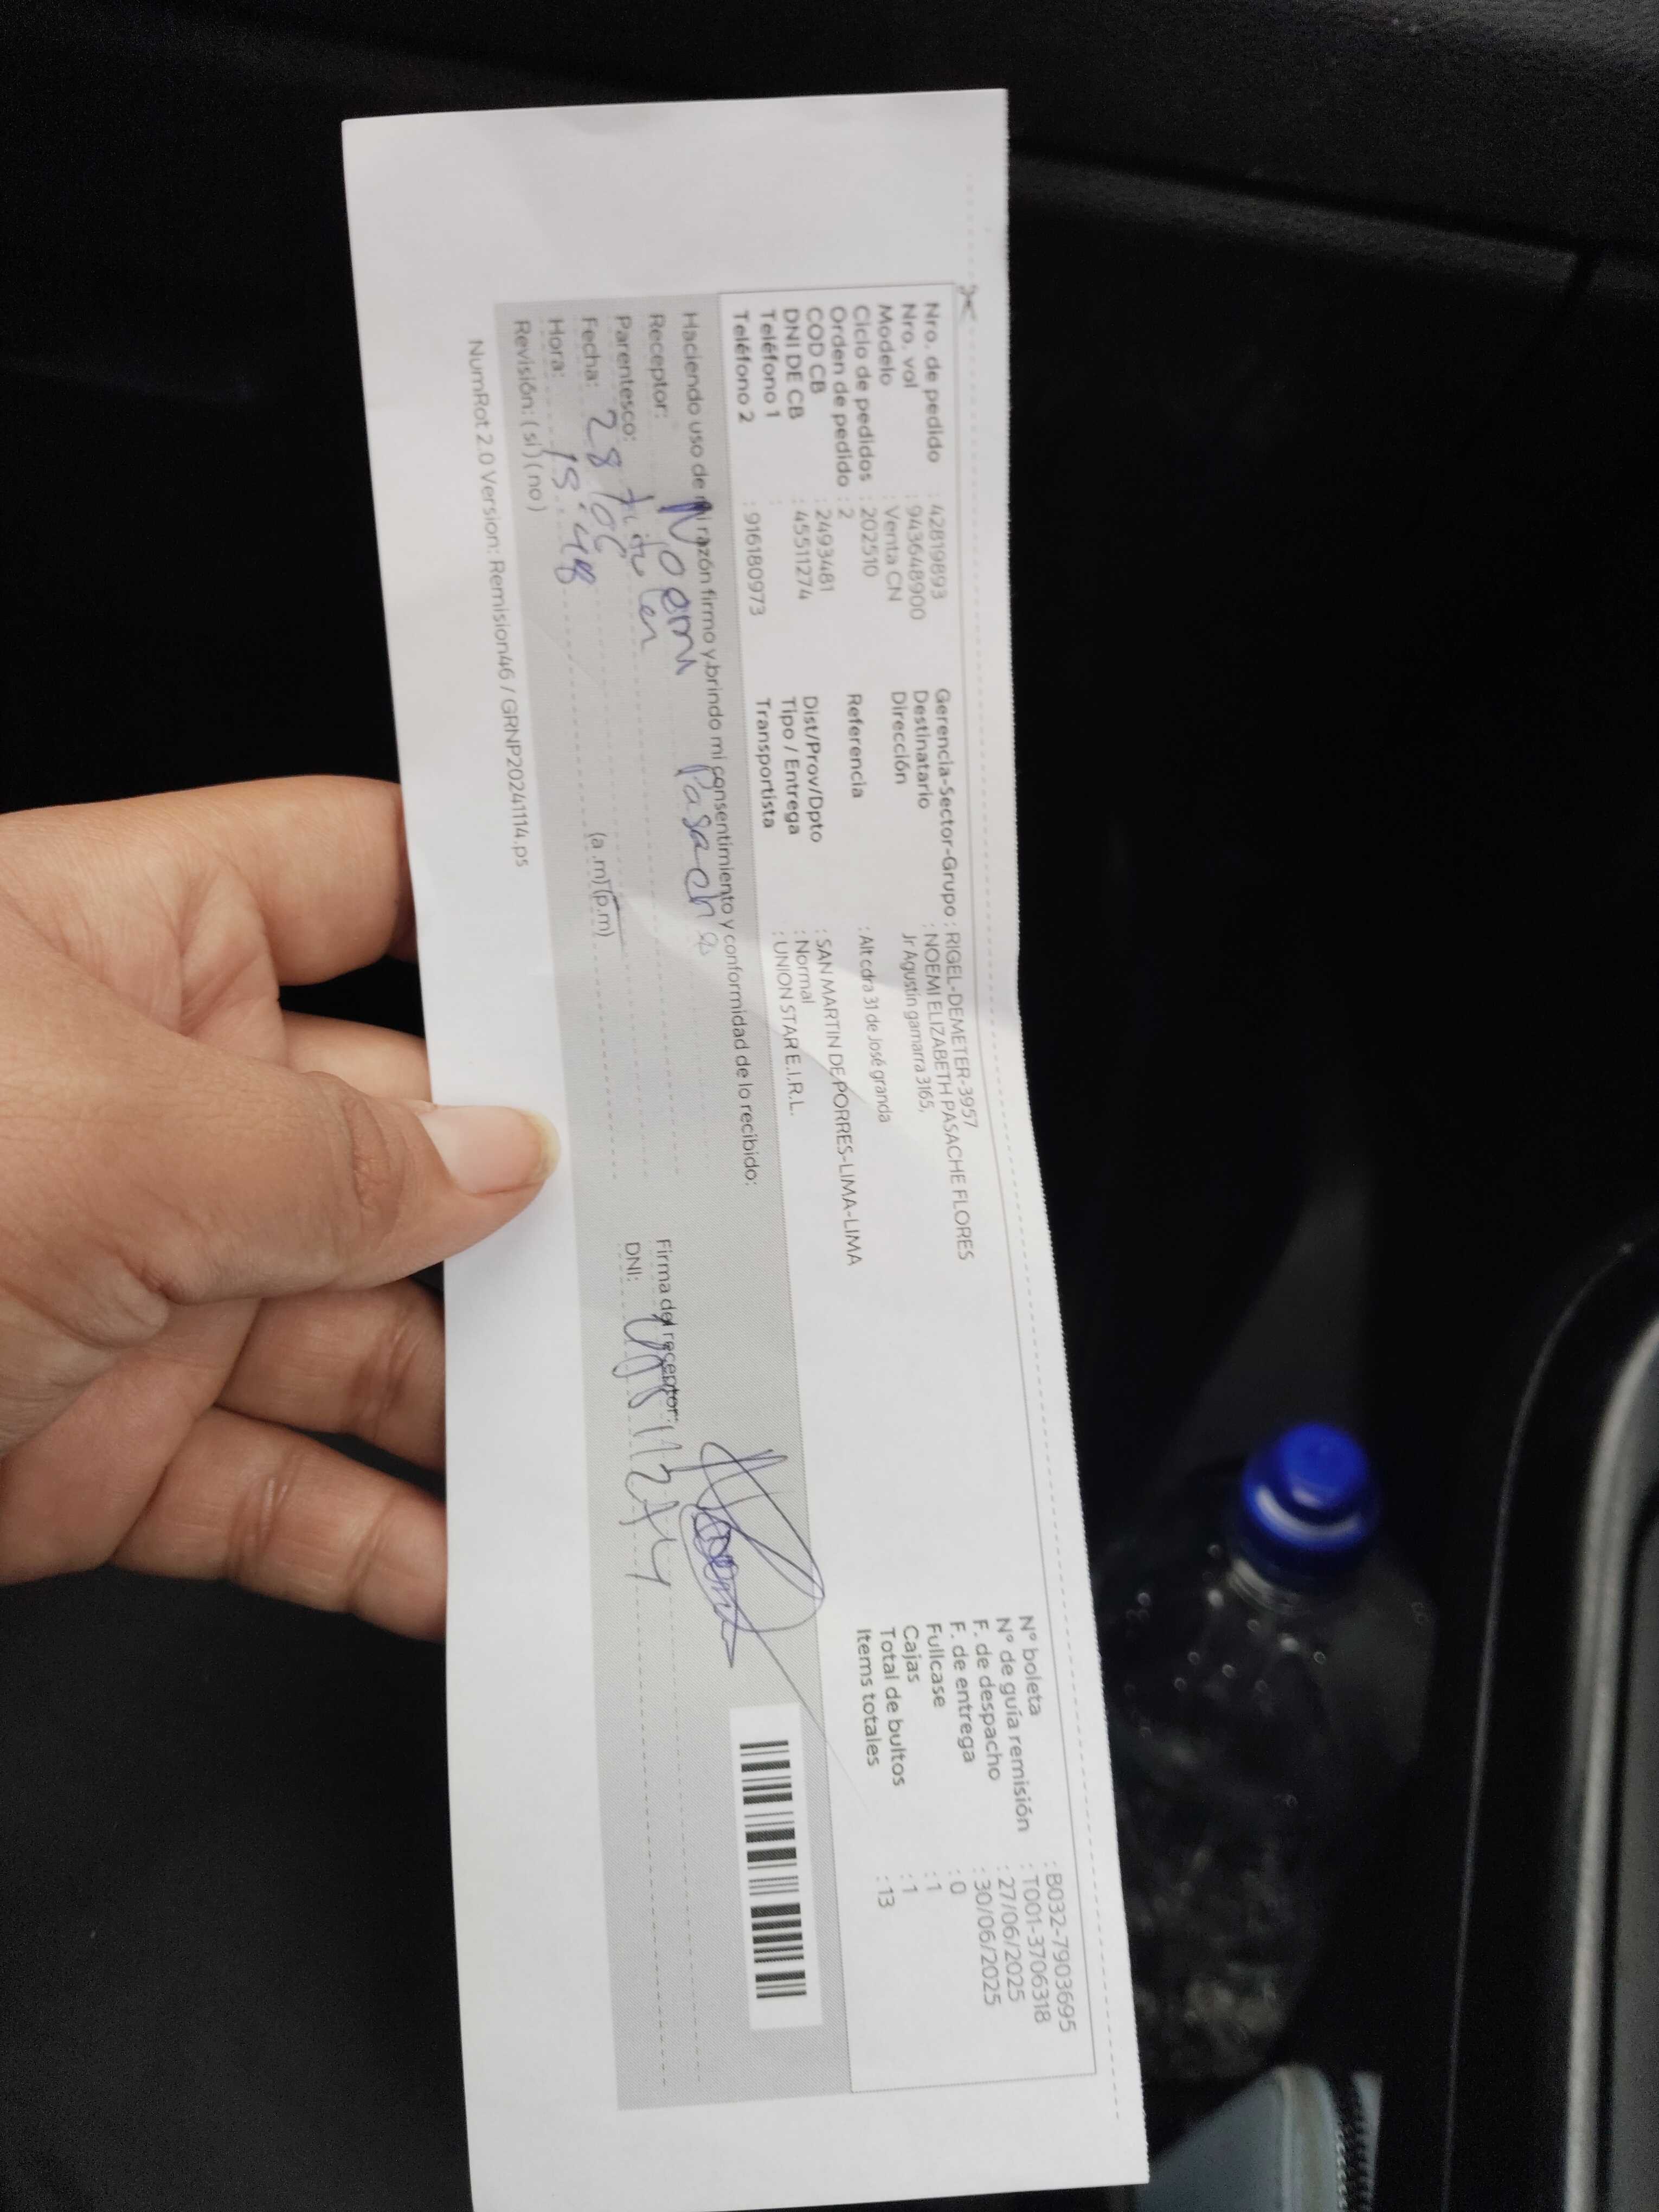 Nro. de pedido : 42819893
Nro. vol : 943648900
Modelo : Venta CN
Ciclo de pedidos : 202510
Orden de pedido : 2
COD CB : 2493481
DNI DE CB : 45511274
Teléfono 1 :
Teléfono 2 : 916180973
Gerencia-Sector-Grupo : RIGEL-DEMETER-3957
Destinatario : NOEMI ELIZABETH PASACHE FLORES
Dirección Jr Agustin gamarra 3165,
Referencia : Alt cdra 31 de josé granda
Dist/Prov/Dpto : SAN MARTIN DE PORRES-LIMA-LIMA
Tipo / Entrega : Normal
Transportista : UNION STAR E.I.R.L.
N° boleta : B032-7903695
N° de guía remisión : T001-3706318
F. de despacho : 27/06/2025
F. de entrega : 30/06/2025
Fullcase : 0
Cajas : 1
Total de bultos : 1
Items totales : 13
Haciendo uso de mi razón firmo y brindo mi consentimiento y conformidad de lo recibido:
Receptor: Noemi Pasache
Parentesco: titular
Fecha: 28/06
Hora: 15:48 (a.m)(p.m)
Revisión: (si)(no)
Firma del receptor:
DNI: 45511274
NumRot 2.0 Version: Remision46 / GRNP20241114.ps